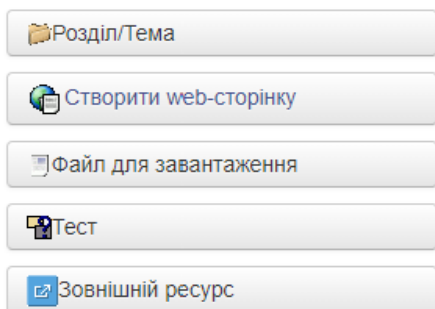 Розділ/Тема
Створити web-сторінку
Файл для завантаження
Тест
Зовнішній ресурс